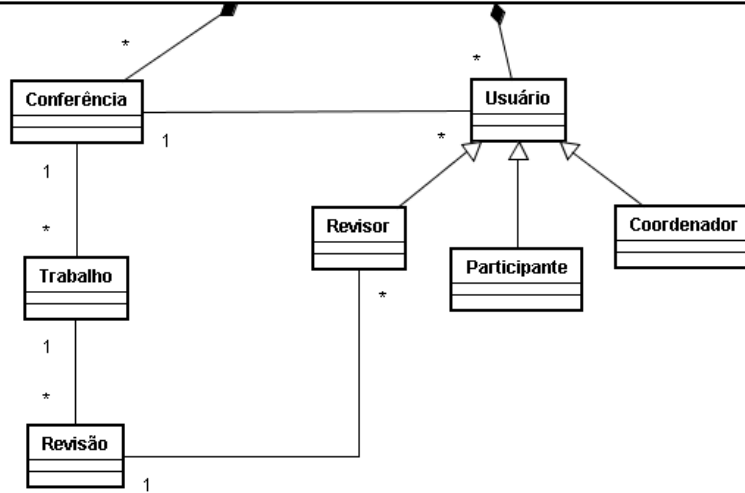 *
*
Conferência
Usuário
1
*
1
*
Revisor
Coordenador
Participante
Trabalho
*
1
*
Revisão
1